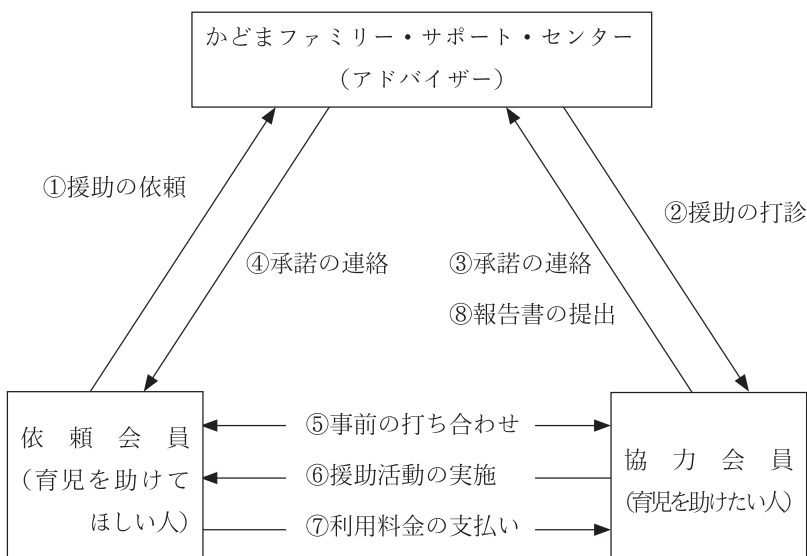 かどまファミリー・サポート・センター
（アドバイザー）
①援助の依頼
②援助の打診
④承諾の連絡
③承諾の連絡
⑧報告書の提出
依頼会員
（育児を助けて
ほしい人）
⑤事前の打ち合わせ
⑥援助活動の実施
⑦利用料金の支払い
協力会員
（育児を助けたい人）